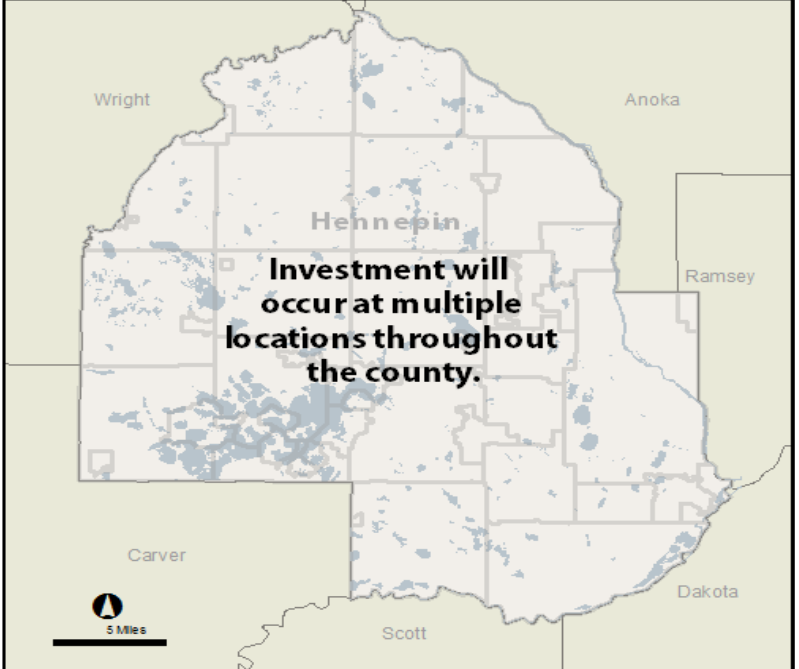 Wright
Anoka
Hennepin
Investment will
occur at multiple
locations throughout
the county.
Ramsey
Carver
5 Miles
Scott
Dakota